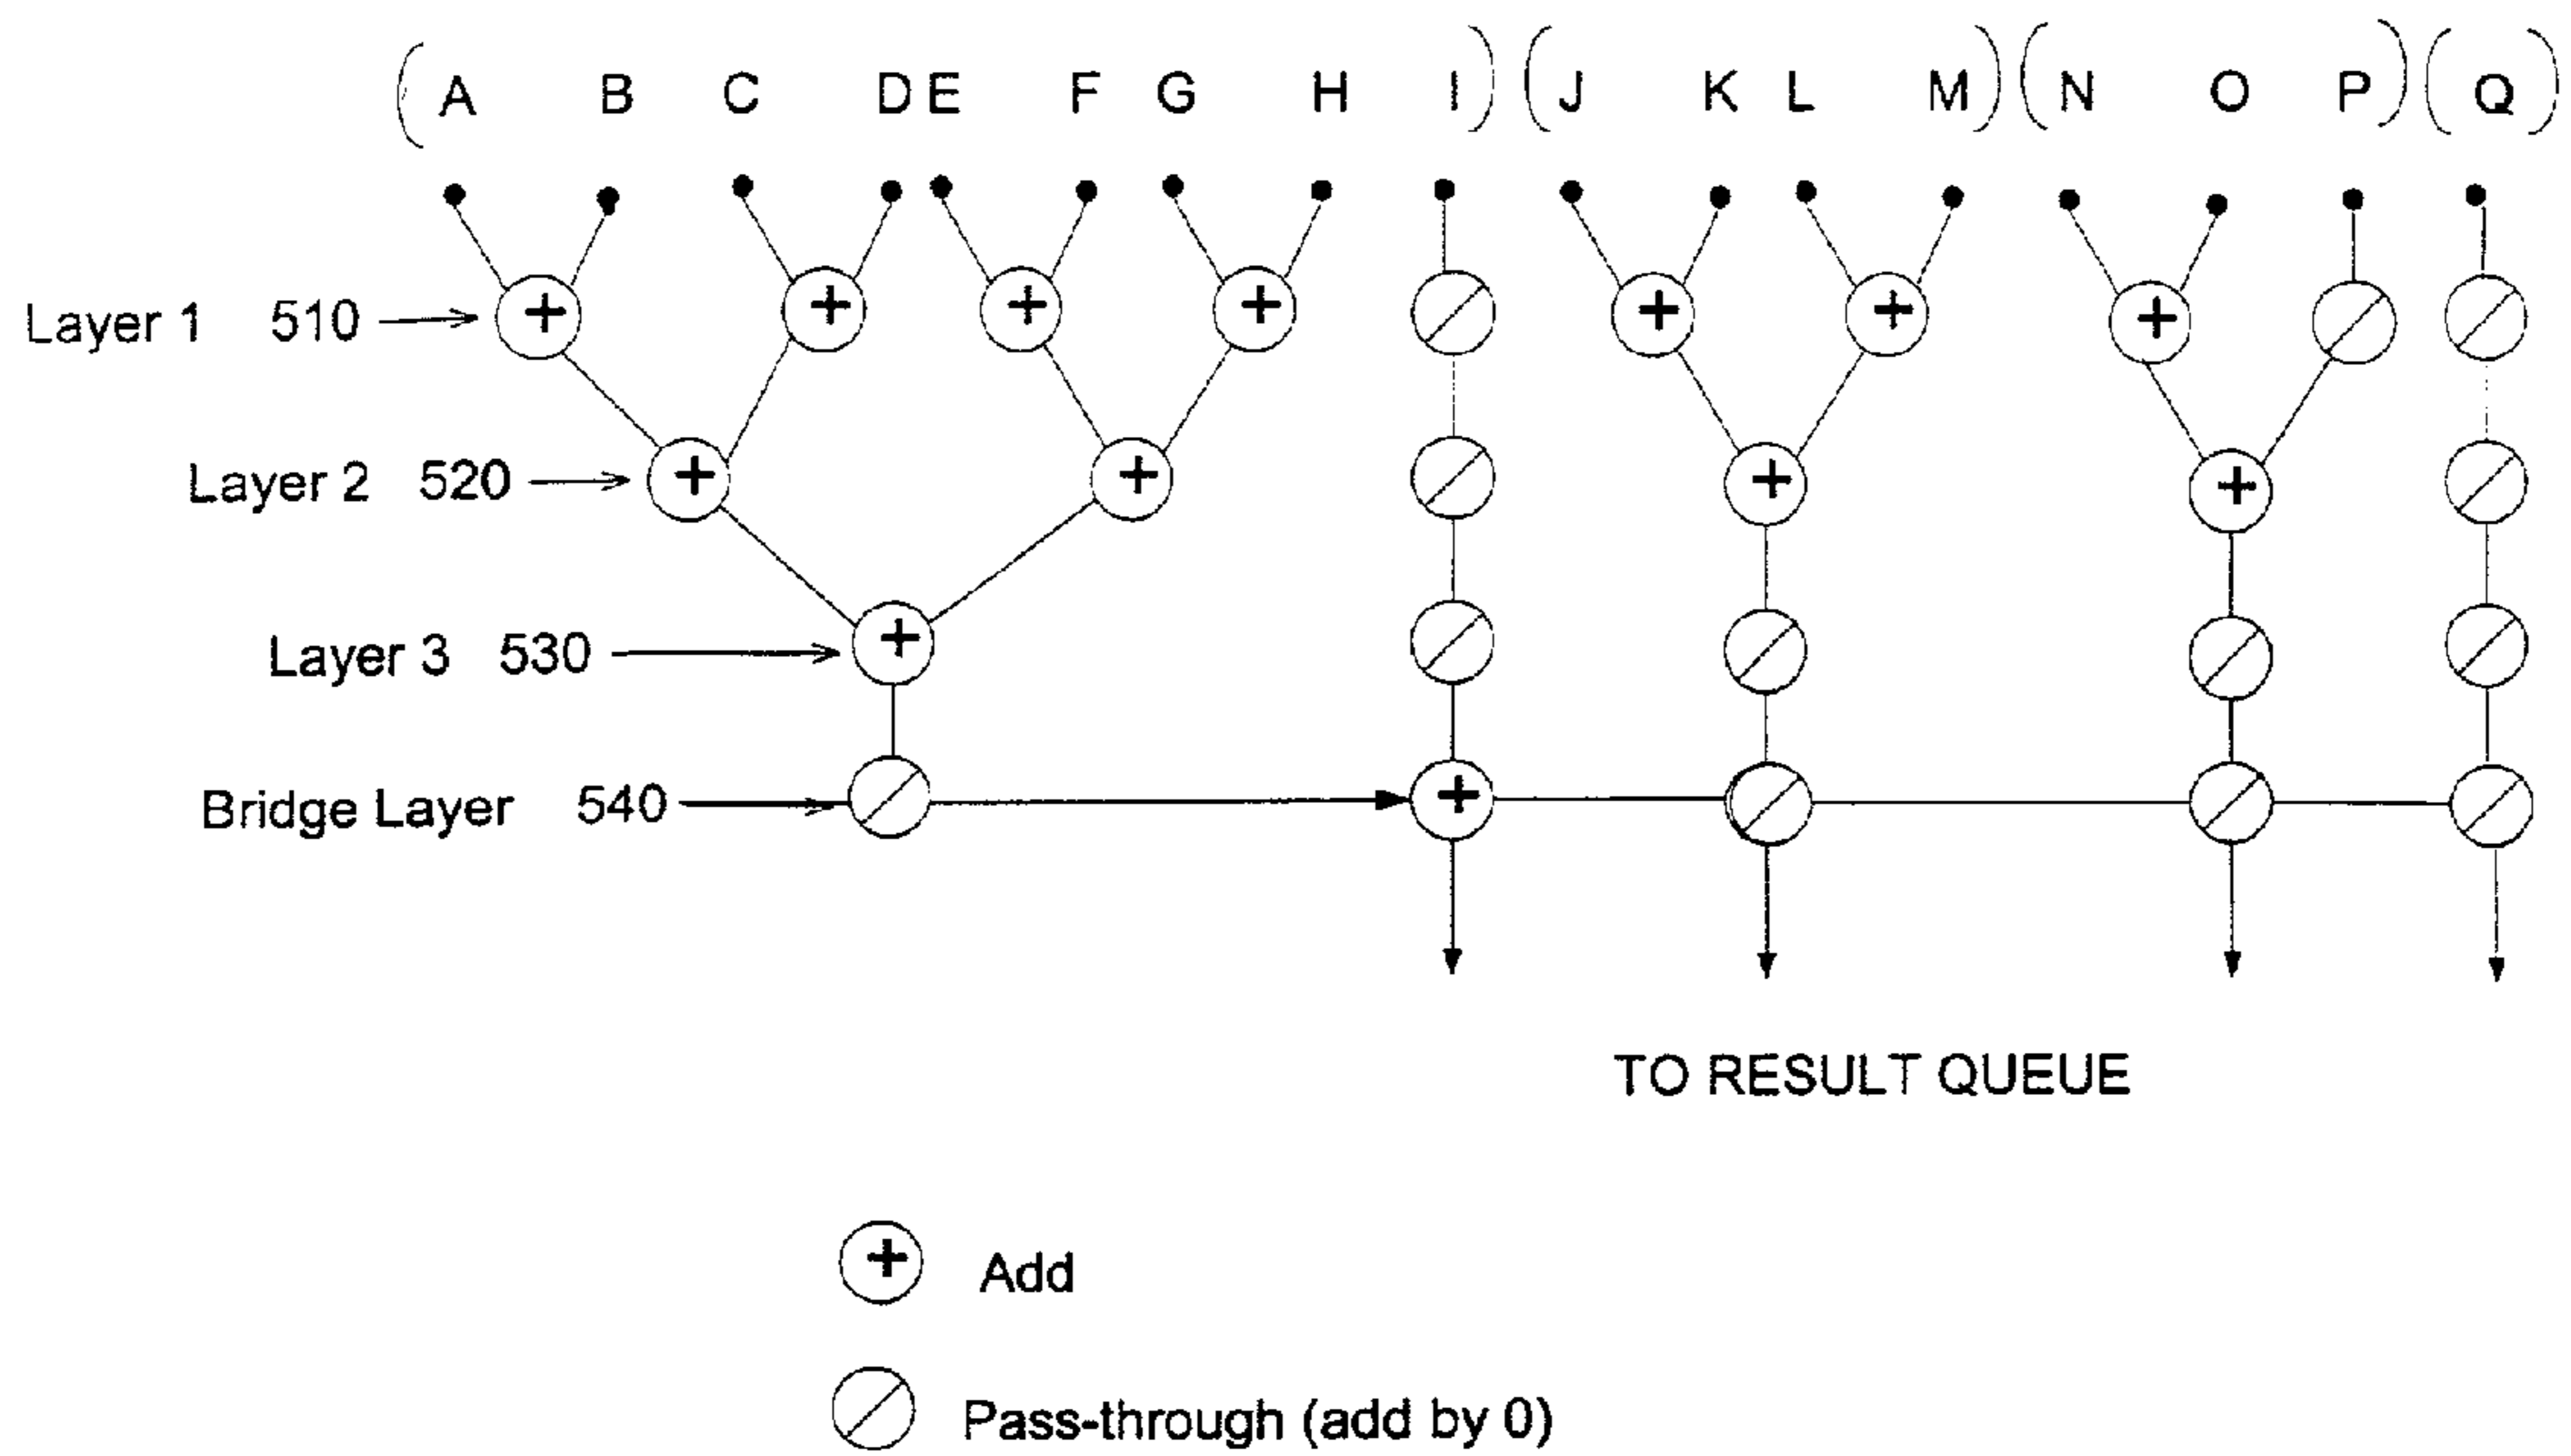 (A B C D E F G H I) (J K L M) (N O P) (Q)
Layer 1 510
Layer 2 520
Layer 3 530
Bridge Layer 540
TO RESULT QUEUE
+ Add
Pass-through (add by 0)